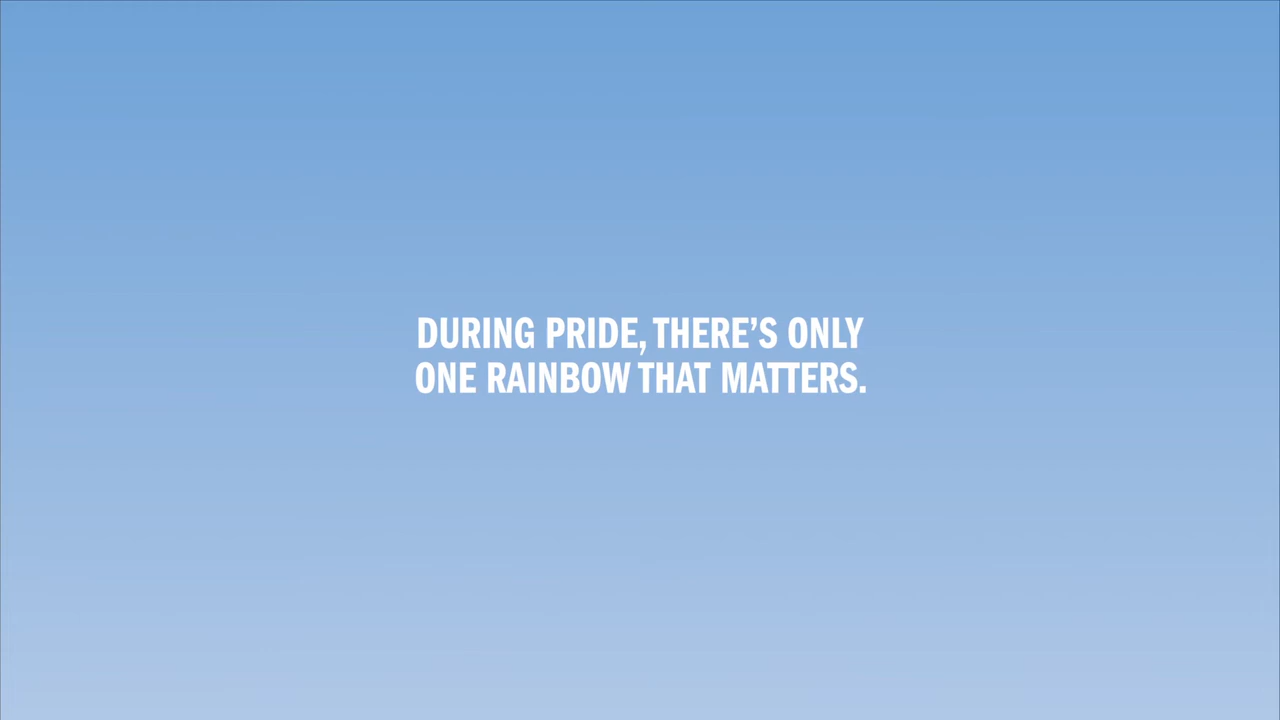 DURING PRIDE, THERE’S ONLY
ONE RAINBOW THAT MATTERS.